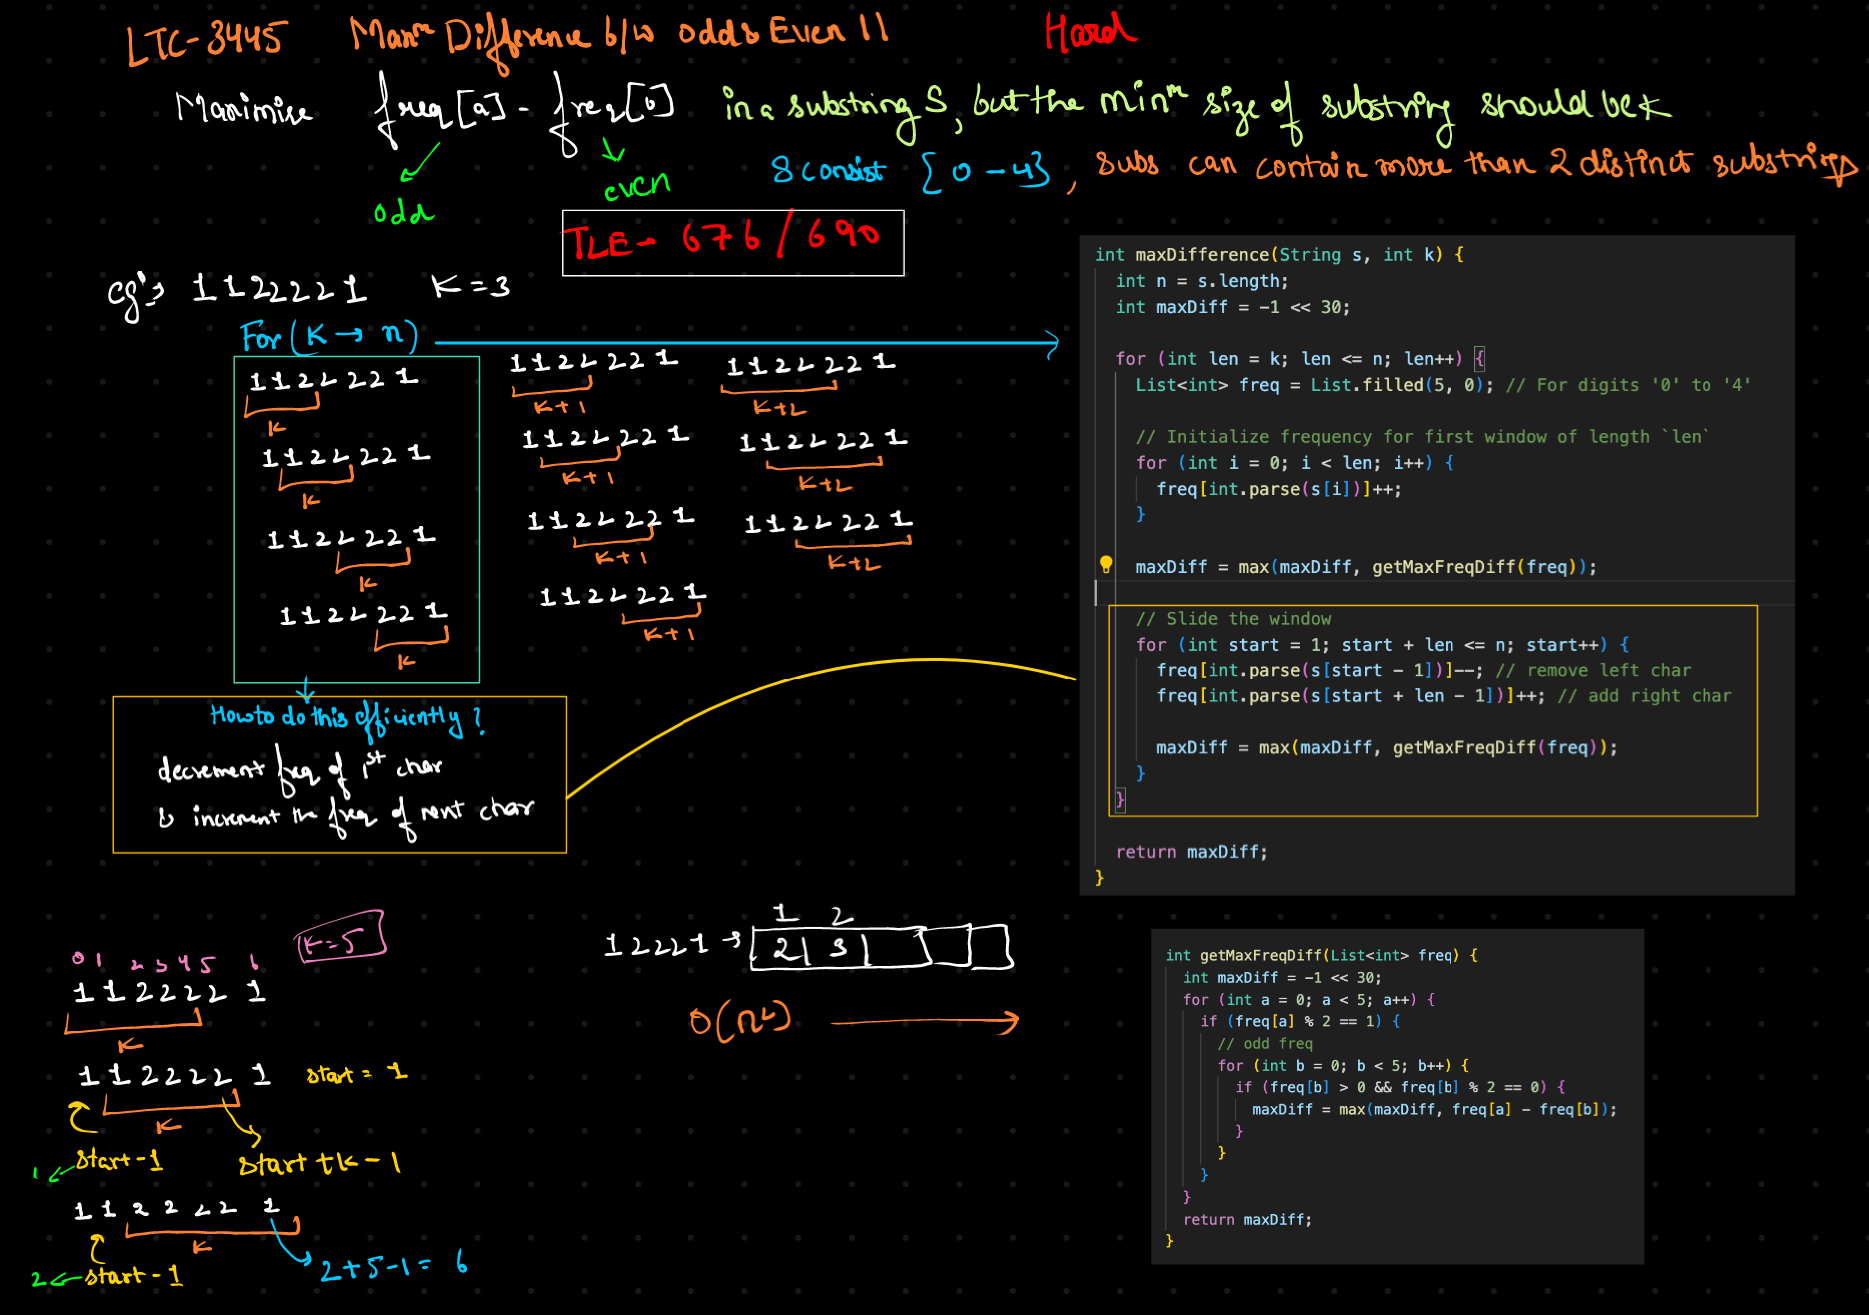 LTC-3445 Maxm Difference b/w odd & Even II Hard
Maximise freq[a] - freq[b] in a substring S, but the minm size of substring should be k
odd
even
S consist {0-4}, subs can contain more than 2 distinct substrings
TLE - 676/690
eg:→ 1122221 K=3
For (K → n)
1122221 1122221 1122221
K K+1 K+2
1122221 1122221 1122221
K K+1 K+2
1122221 1122221 1122221
K K+1 K+2
1122221 1122221
K K+1
How to do this efficiently?
decrement freq of 1st char
& increment the freq of next char
int maxDifference(String s, int k) {
int n = s.length;
int maxDiff = -1 << 30;
for (int len = k; len <= n; len++) {
List<int> freq = List.filled(5, 0); // For digits '0' to '4'
// Initialize frequency for first window of length `len`
for (int i = 0; i < len; i++) {
freq[int.parse(s[i])]++;
}
maxDiff = max(maxDiff, getMaxFreqDiff(freq));
// Slide the window
for (int start = 1; start + len <= n; start++) {
freq[int.parse(s[start - 1])]--; // remove left char
freq[int.parse(s[start + len - 1])]++; // add right char
maxDiff = max(maxDiff, getMaxFreqDiff(freq));
}
}
return maxDiff;
}
K=5
0 1 2 3 4 5 6
1122221
K
1122221 start = 1
K
1 ← start-1 start+k-1
1122221
K
2 ← start-1 2+5-1= 6
1 2
12221 → 2 3
O(n²)
int getMaxFreqDiff(List<int> freq) {
int maxDiff = -1 << 30;
for (int a = 0; a < 5; a++) {
if (freq[a] % 2 == 1) {
// odd freq
for (int b = 0; b < 5; b++) {
if (freq[b] > 0 && freq[b] % 2 == 0) {
maxDiff = max(maxDiff, freq[a] - freq[b]);
}
}
}
}
return maxDiff;
}